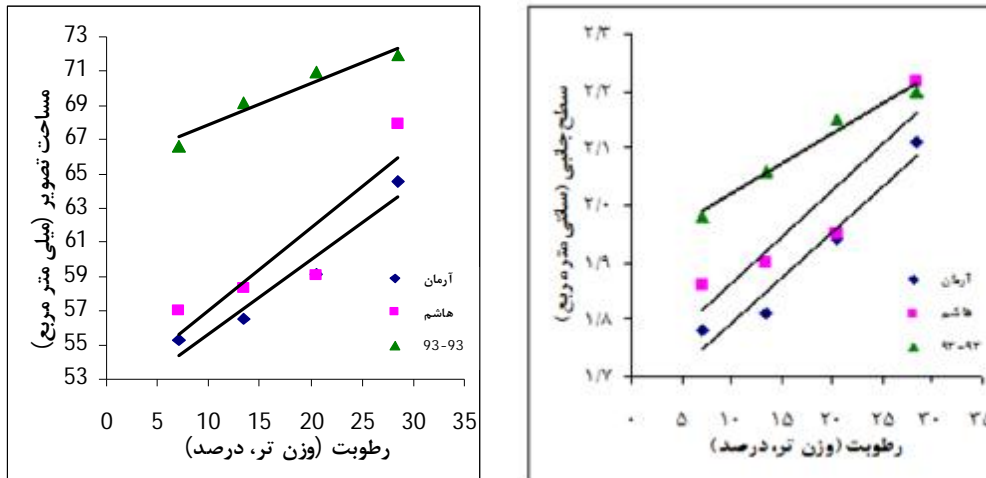 73
71
69
67
65
63
61
59
57
55
53
0 5 10 15 20 25 30 35
مساحت تصویر (میلی متر مربع)
رطوبت (وزن تر، درصد)
آرمان
هاشم
93-93
۲/۳
۲/۲
۲/۱
۲/۰
۱/۹
۱/۸
۱/۷
۰ ۵ ۱۰ ۱۵ ۲۰ ۲۵ ۳۰ ۳۵
سطح جانبی (سانتی متر مربع)
رطوبت (وزن تر، درصد)
آرمان
هاشم
۹۳-۹۳